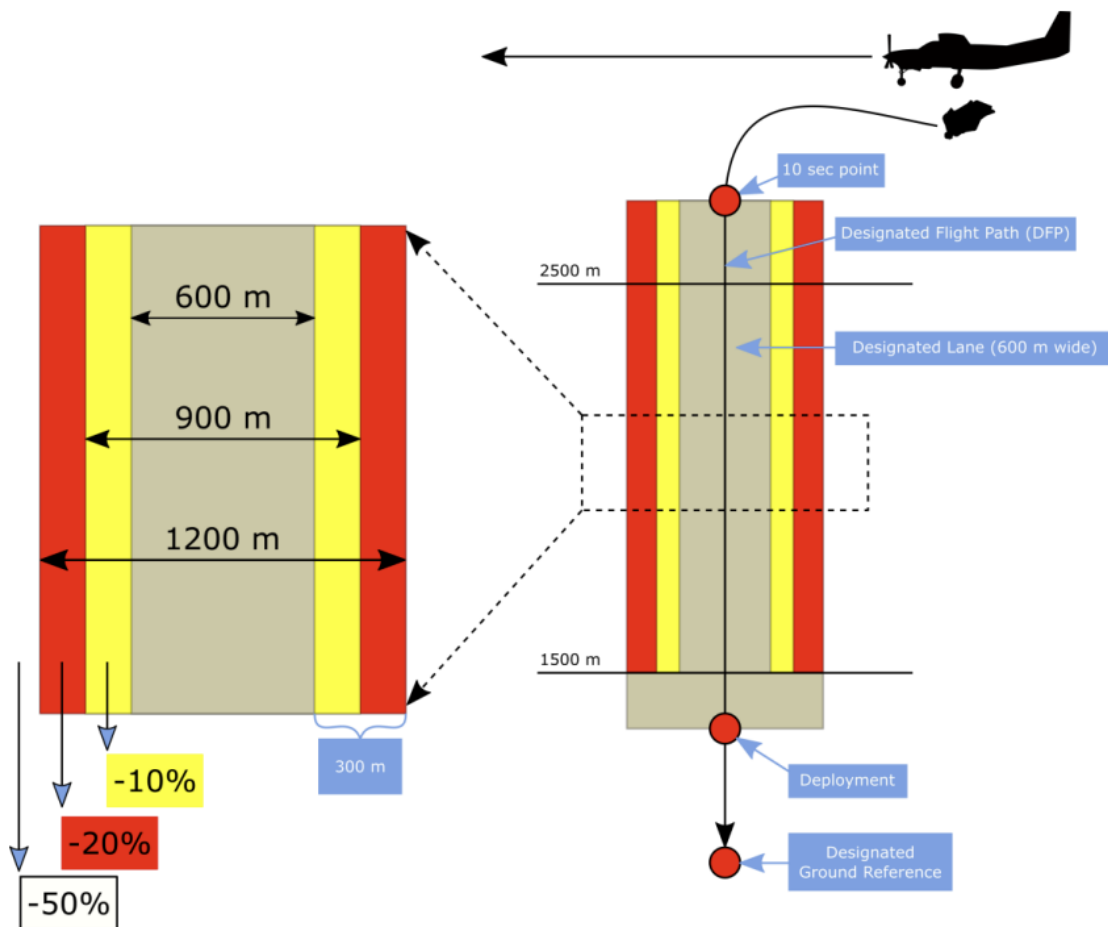 10 sec point
Designated Flight Path (DFP)
2500 m
600 m
Designated Lane (600 m wide)
900 m
1200 m
1500 m
300 m
-10%
Deployment
-20%
Designated
Ground Reference
-50%